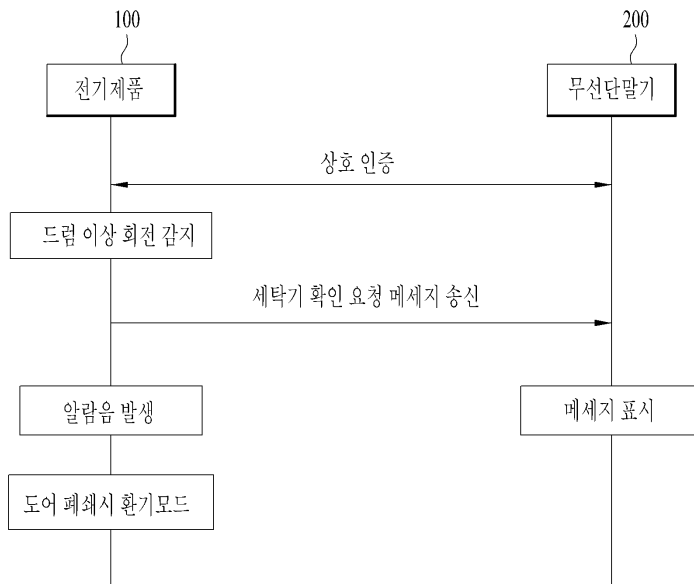 100
200
전기제품
무선단말기
상호 인증
드럼 이상 회전 감지
세탁기 확인 요청 메세지 송신
알람음 발생
메세지 표시
도어 폐쇄시 환기모드